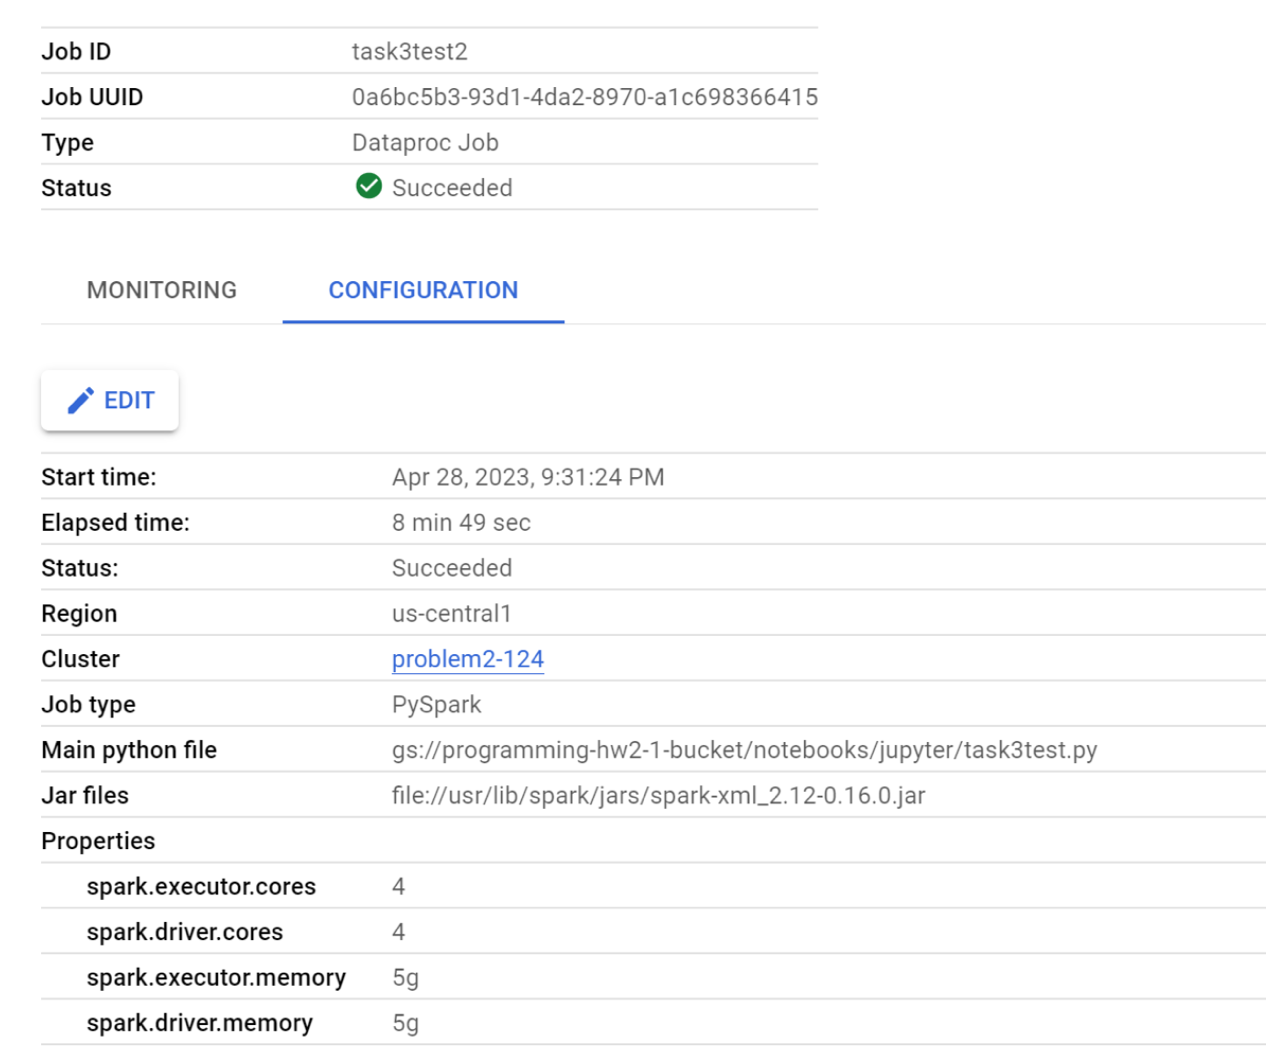 Job ID task3test2
Job UUID 0a6bc5b3-93d1-4da2-8970-a1c698366415
Type Dataproc Job
Status Succeeded
MONITORING CONFIGURATION
EDIT
Start time: Apr 28, 2023, 9:31:24 PM
Elapsed time: 8 min 49 sec
Status: Succeeded
Region us-central1
Cluster problem2-124
Job type PySpark
Main python file gs://programming-hw2-1-bucket/notebooks/jupyter/task3test.py
Jar files file://usr/lib/spark/jars/spark-xml_2.12-0.16.0.jar
Properties
spark.executor.cores 4
spark.driver.cores 4
spark.executor.memory 5g
spark.driver.memory 5g